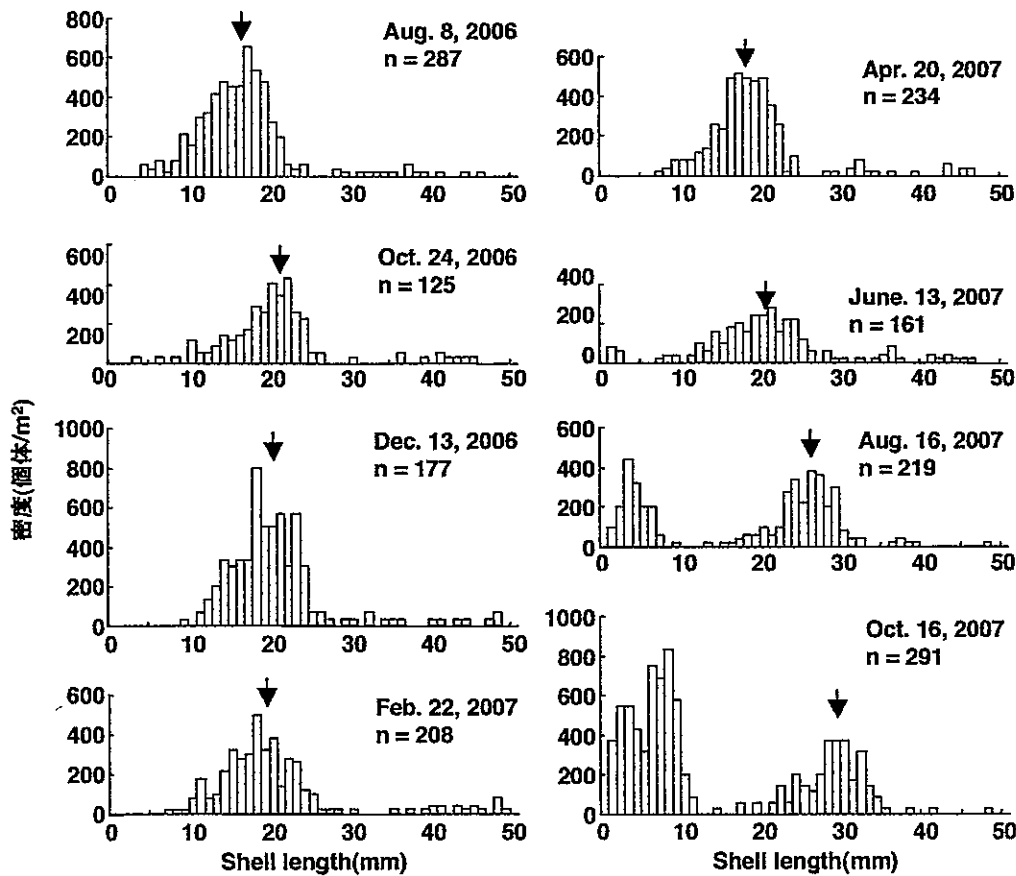 800
600
400
200
0
Aug. 8, 2006
n = 287
0 10 20 30 40 50
600
400
200
0
Oct. 24, 2006
n = 125
0 10 20 30 40 50
1000
800
600
400
200
0
Dec. 13, 2006
n = 177
0 10 20 30 40 50
600
400
200
0
Feb. 22, 2007
n = 208
0 10 20 30 40 50
Shell length(mm)
密度(個体/m²)
600
400
200
0
Apr. 20, 2007
n = 234
0 10 20 30 40 50
400
200
0
June. 13, 2007
n = 161
0 10 20 30 40 50
600
400
200
0
Aug. 16, 2007
n = 219
0 10 20 30 40 50
1000
800
600
400
200
0
Oct. 16, 2007
n = 291
0 10 20 30 40 50
Shell length(mm)